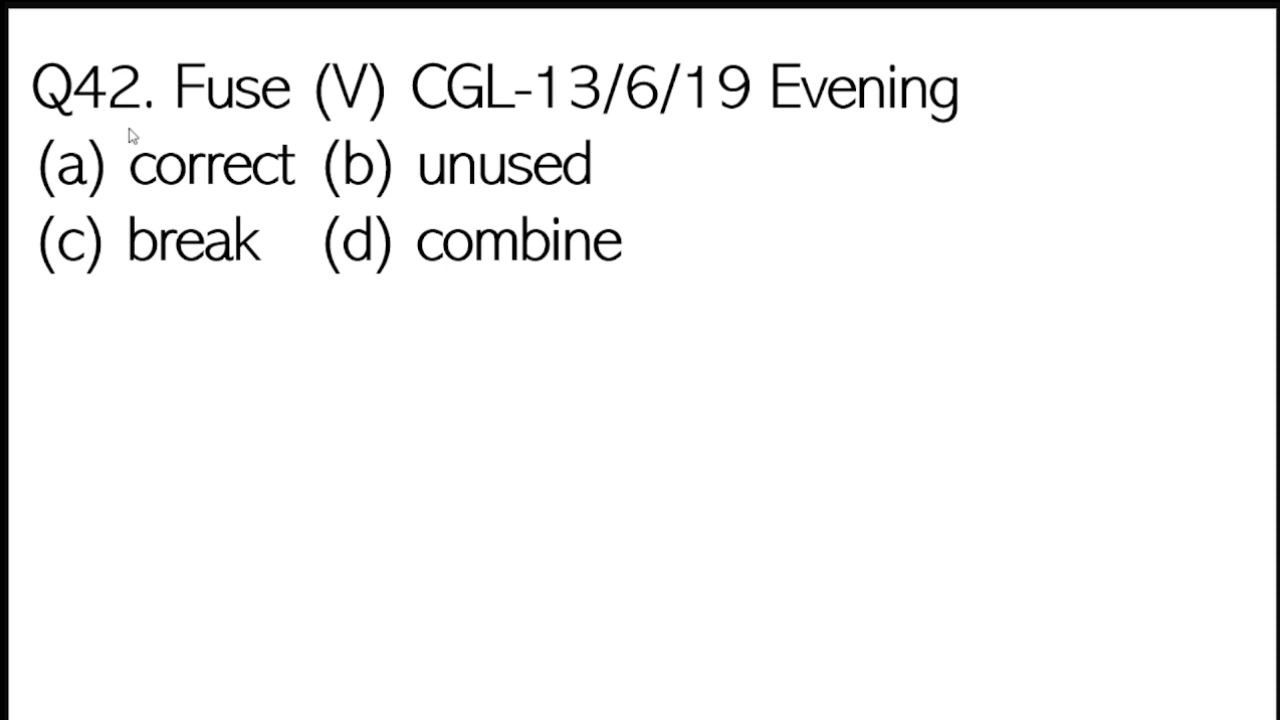 Q42. Fuse (V) CGL-13/6/19 Evening
(a) correct (b) unused
(c) break (d) combine